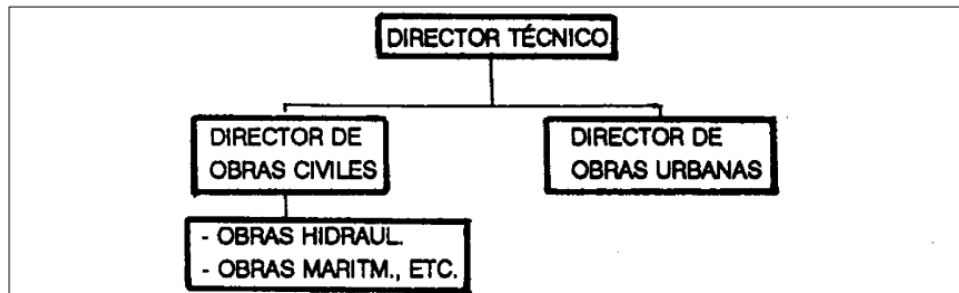 DIRECTOR TÉCNICO
DIRECTOR DE
OBRAS CIVILES
DIRECTOR DE
OBRAS URBANAS
- OBRAS HIDRAUL.
- OBRAS MARITM., ETC.